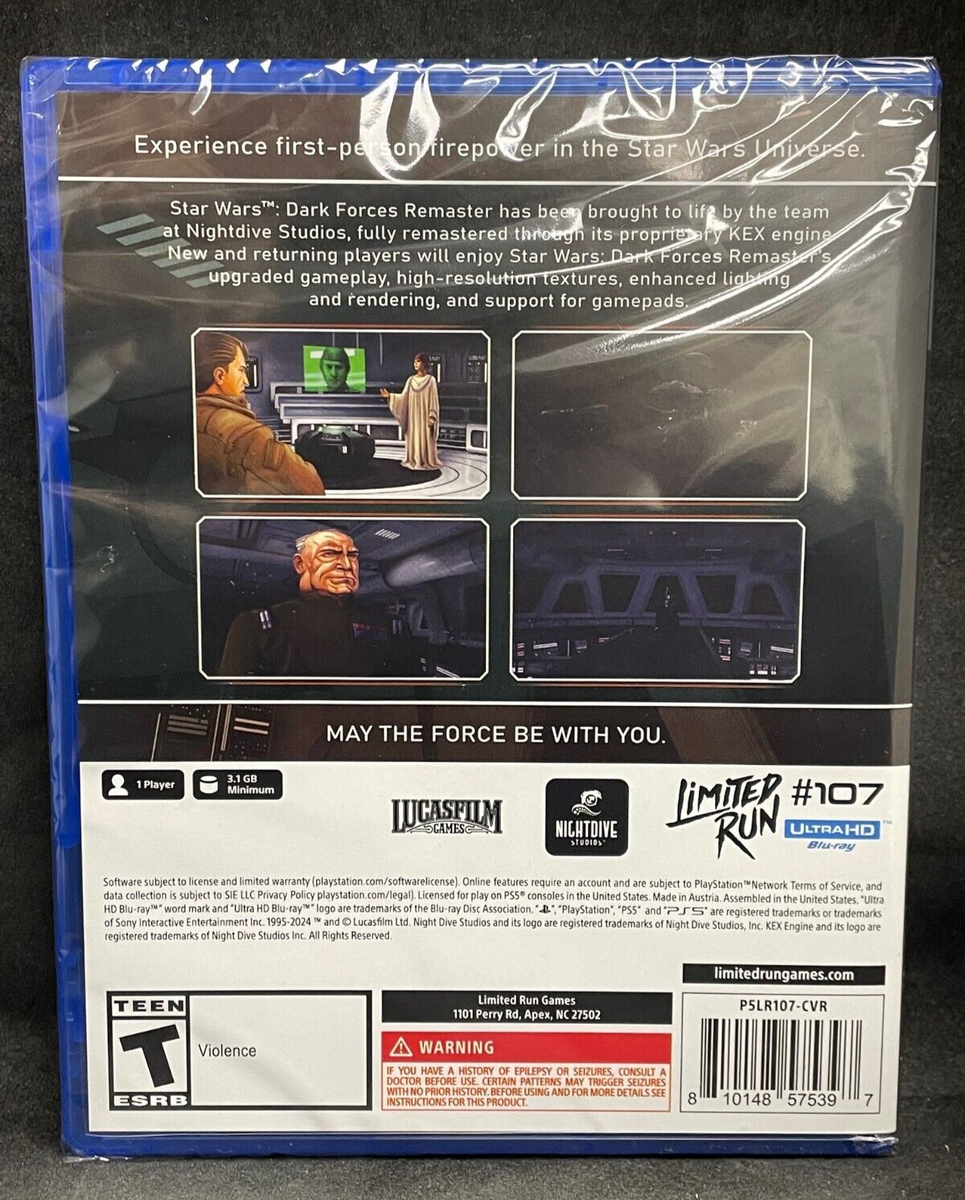 Experience first-person firepower in the Star Wars Universe.
Star Wars™: Dark Forces Remaster has been brought to life by the team
at Nightdive Studios, fully remastered through its proprietary KEX engine.
New and returning players will enjoy Star Wars: Dark Forces Remaster's
upgraded gameplay, high-resolution textures, enhanced lighting
and rendering, and support for gamepads.
MAY THE FORCE BE WITH YOU.
1 Player
3.1 GB
Minimum
LUCASFILM
GAMES
NIGHTDIVE
STUDIOS
LIMITED
RUN
#107
ULTRA HD™
Blu-ray
Software subject to license and limited warranty (playstation.com/softwarelicense). Online features require an account and are subject to PlayStation™Network Terms of Service, and
data collection is subject to SIE LLC Privacy Policy playstation.com/legal). Licensed for play on PS5® consoles in the United States. Made in Austria. Assembled in the United States. "Ultra
HD Blu-ray™" word mark and "Ultra HD Blu-ray™" logo are trademarks of the Blu-ray Disc Association. "PS", "PlayStation", "PS5" and "PS5" are registered trademarks or trademarks
of Sony Interactive Entertainment Inc. 1995-2024 ™ and © Lucasfilm Ltd. Night Dive Studios and its logo are registered trademarks of Night Dive Studios, Inc. KEX Engine and its logo are
registered trademarks of Night Dive Studios Inc. All Rights Reserved.
limitedrungames.com
TEEN
T
ESRB
Violence
Limited Run Games
1101 Perry Rd, Apex, NC 27502
WARNING
IF YOU HAVE A HISTORY OF EPILEPSY OR SEIZURES, CONSULT A
DOCTOR BEFORE USE. CERTAIN PATTERNS MAY TRIGGER SEIZURES
WITH NO PRIOR HISTORY. BEFORE USING AND FOR MORE DETAILS SEE
INSTRUCTIONS FOR THIS PRODUCT.
P5LR107-CVR
8 10148 57539 7